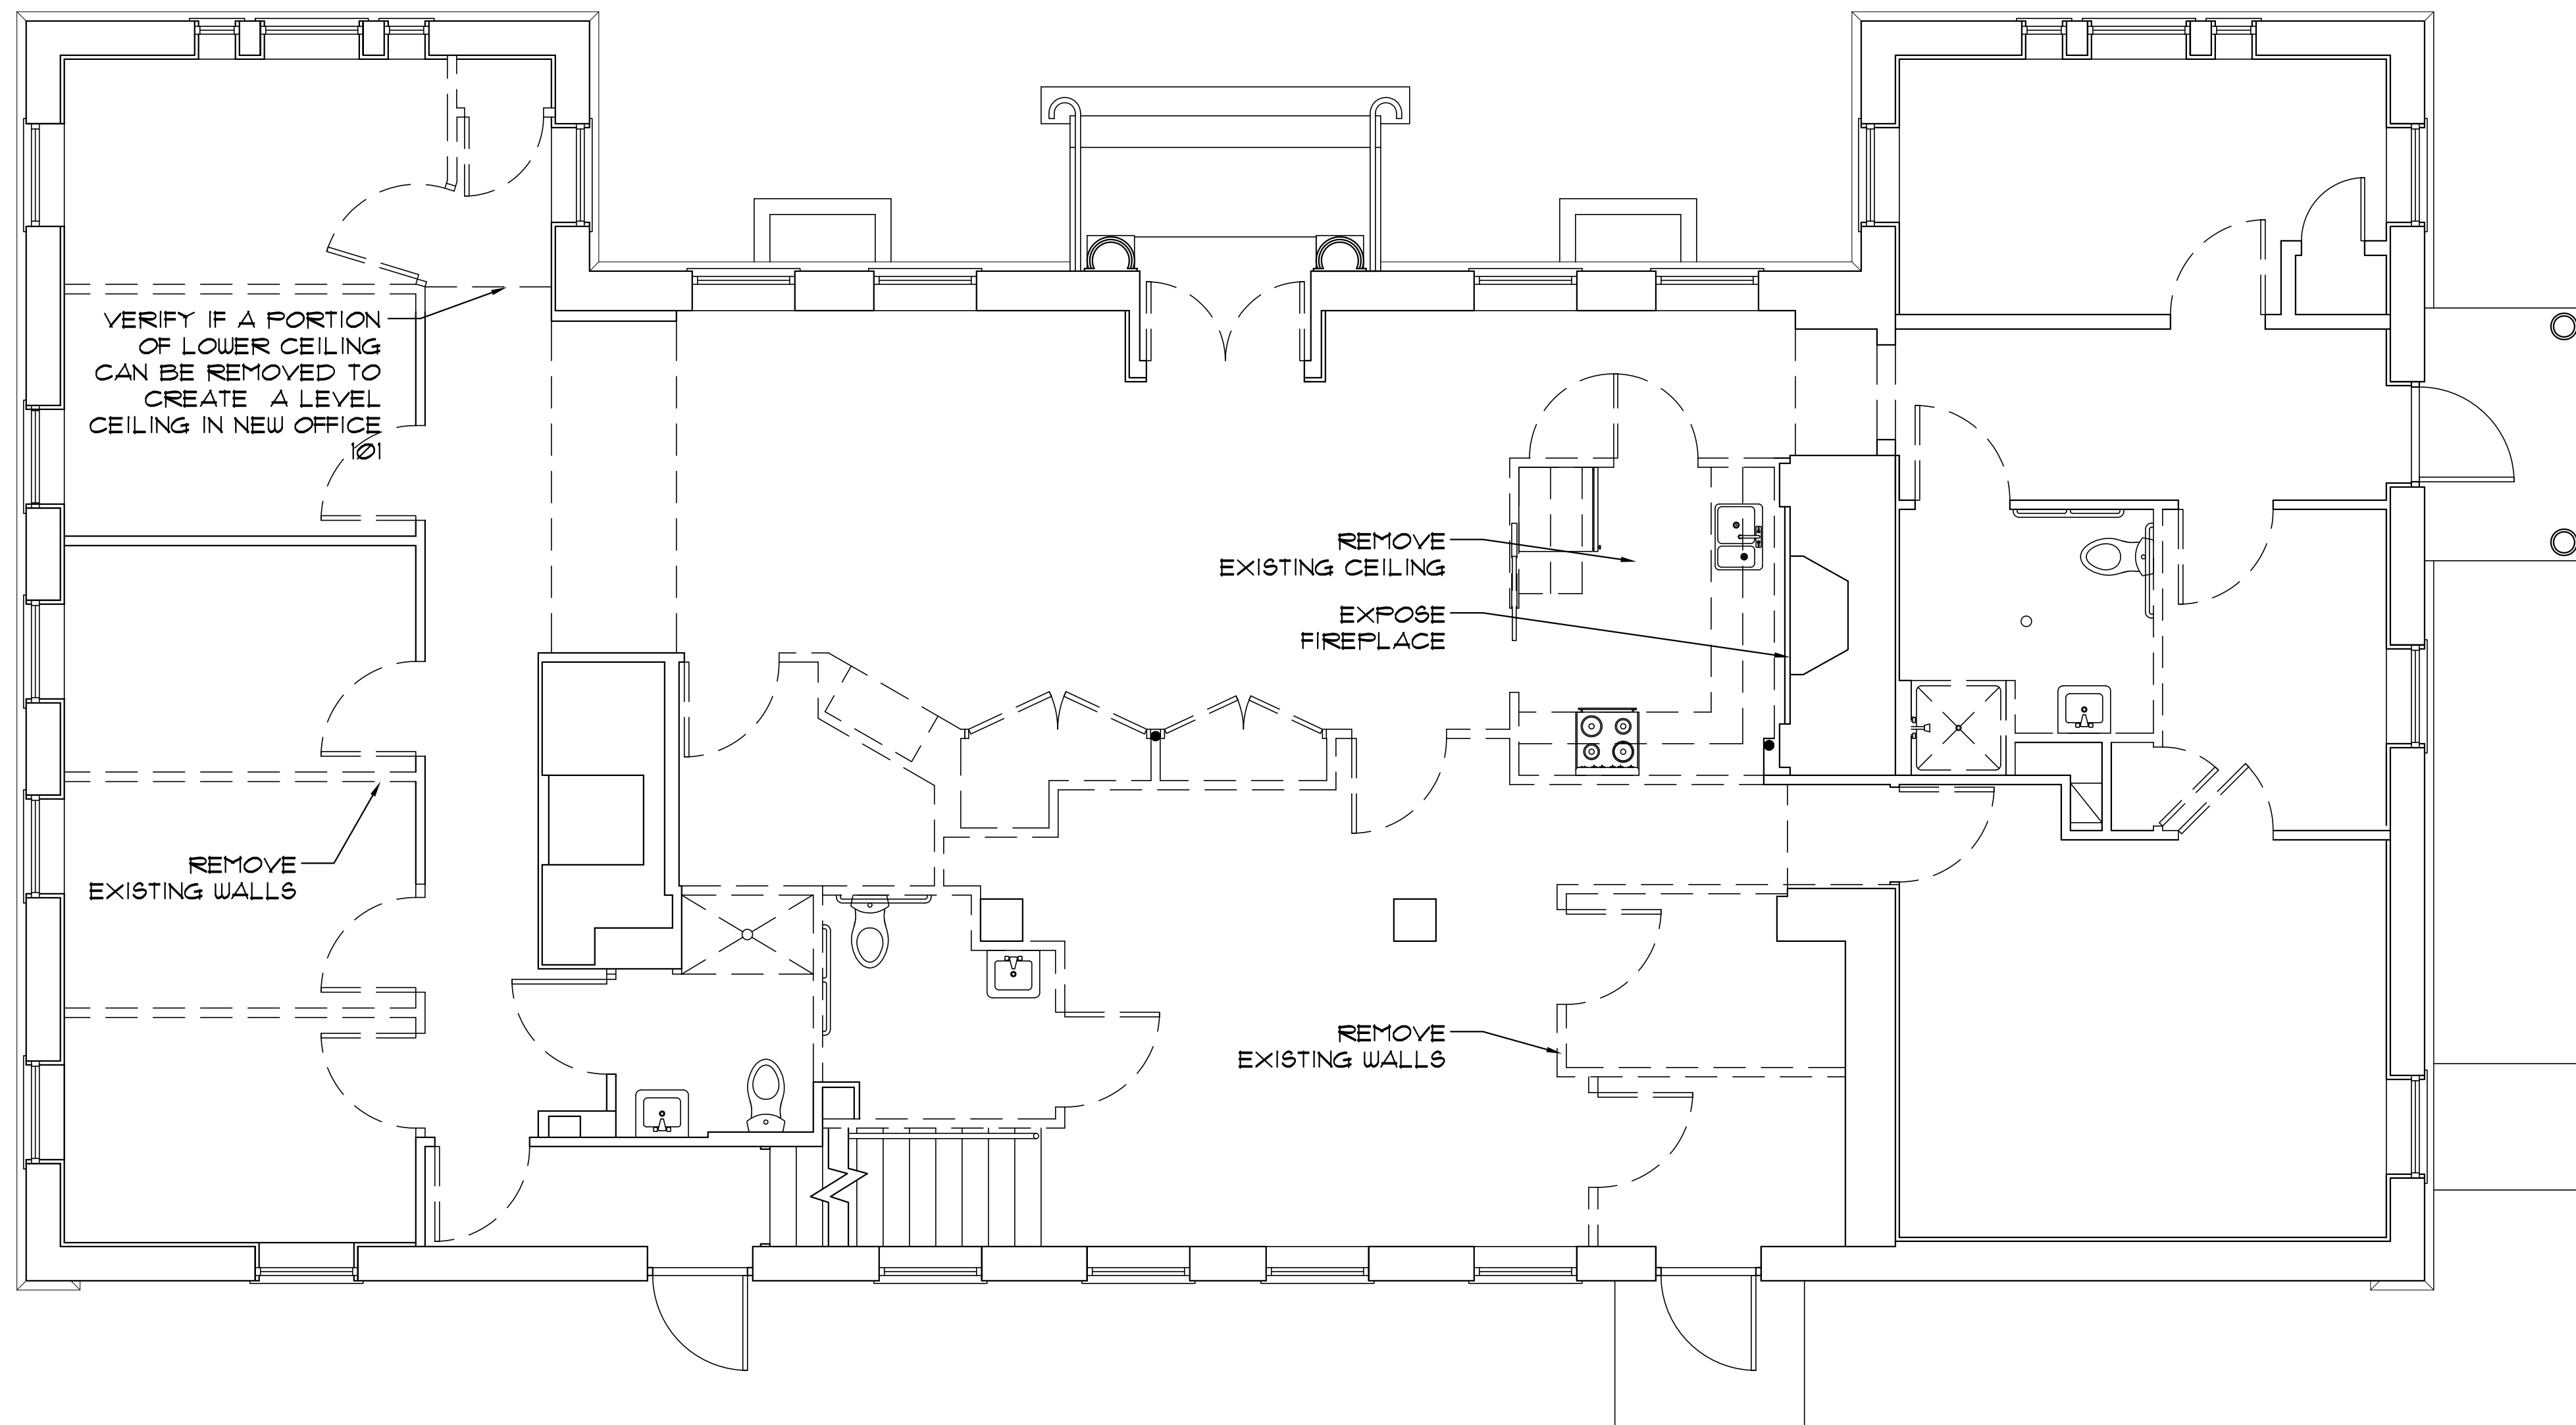 VERIFY IF A PORTION
OF LOWER CEILING
CAN BE REMOVED TO
CREATE A LEVEL
CEILING IN NEW OFFICE
101
REMOVE
EXISTING CEILING
EXPOSE
FIREPLACE
REMOVE
EXISTING WALLS
REMOVE
EXISTING WALLS